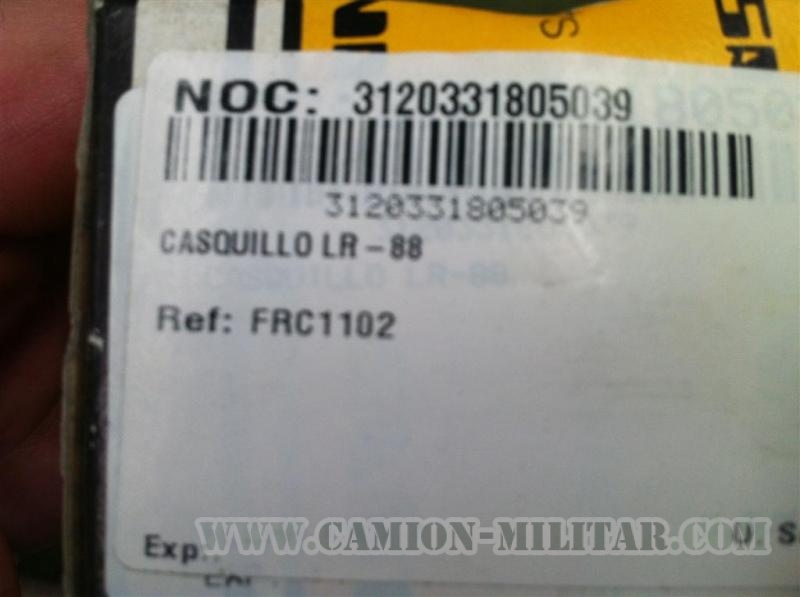 NOC: 3120331805039
3120331805039
CASQUILLO LR-88
Ref: FRC1102
WWW.CAMION-MILITAR.COM
Exp.: